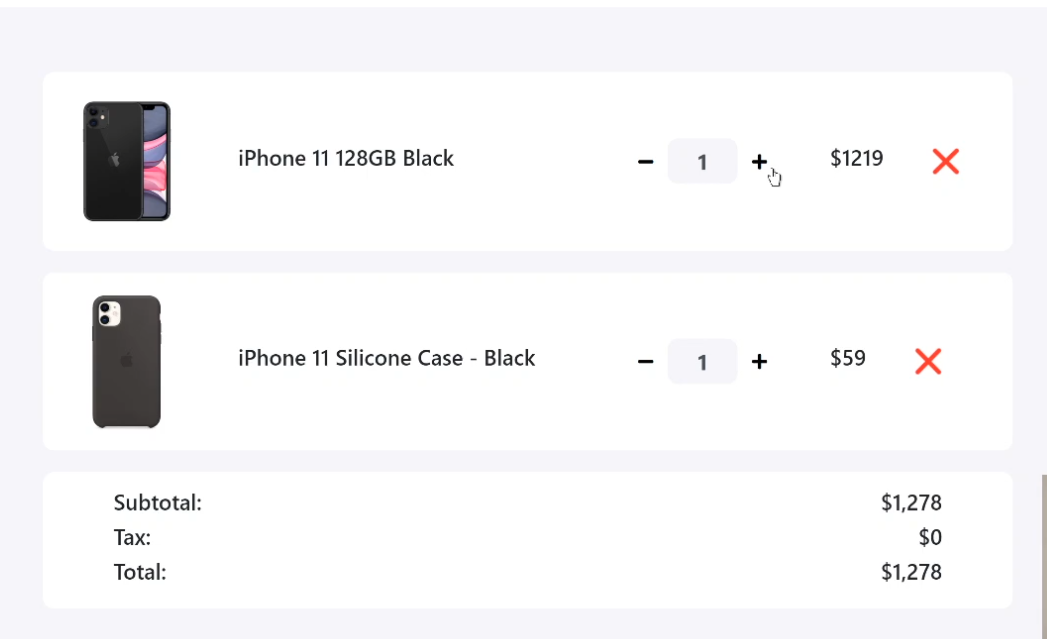 iPhone 11 128GB Black − 1 + $1219
iPhone 11 Silicone Case - Black − 1 + $59
Subtotal: $1,278
Tax: $0
Total: $1,278